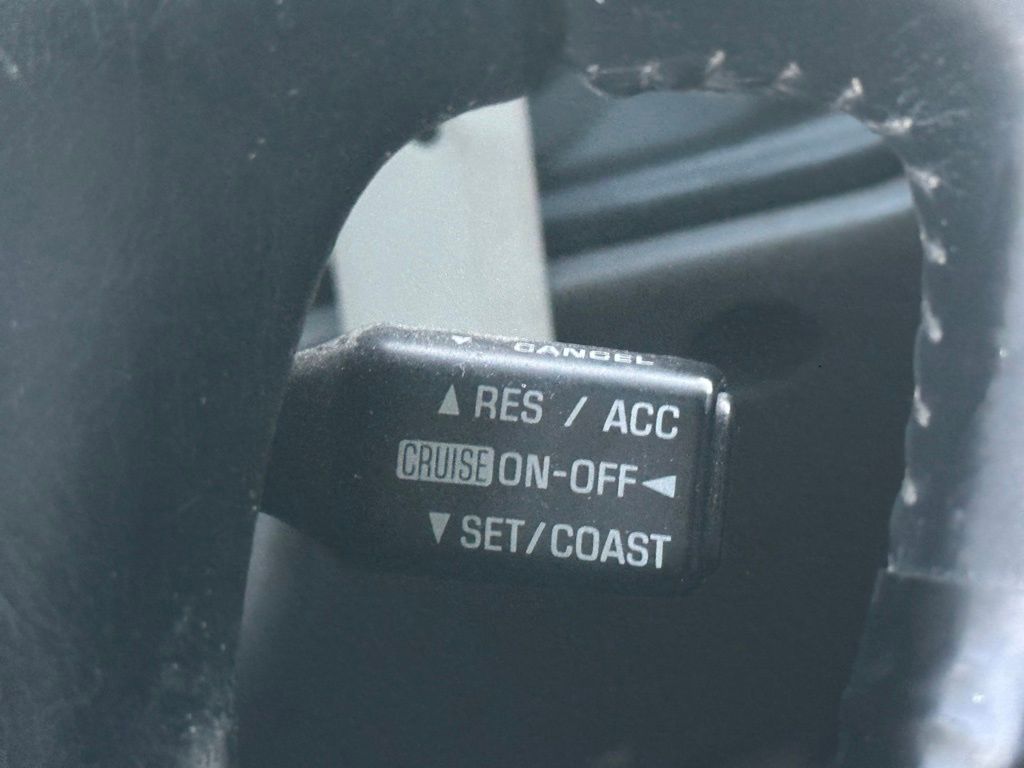 ▼ CANCEL
▲ RES / ACC
CRUISE ON-OFF ◀
▼ SET/COAST